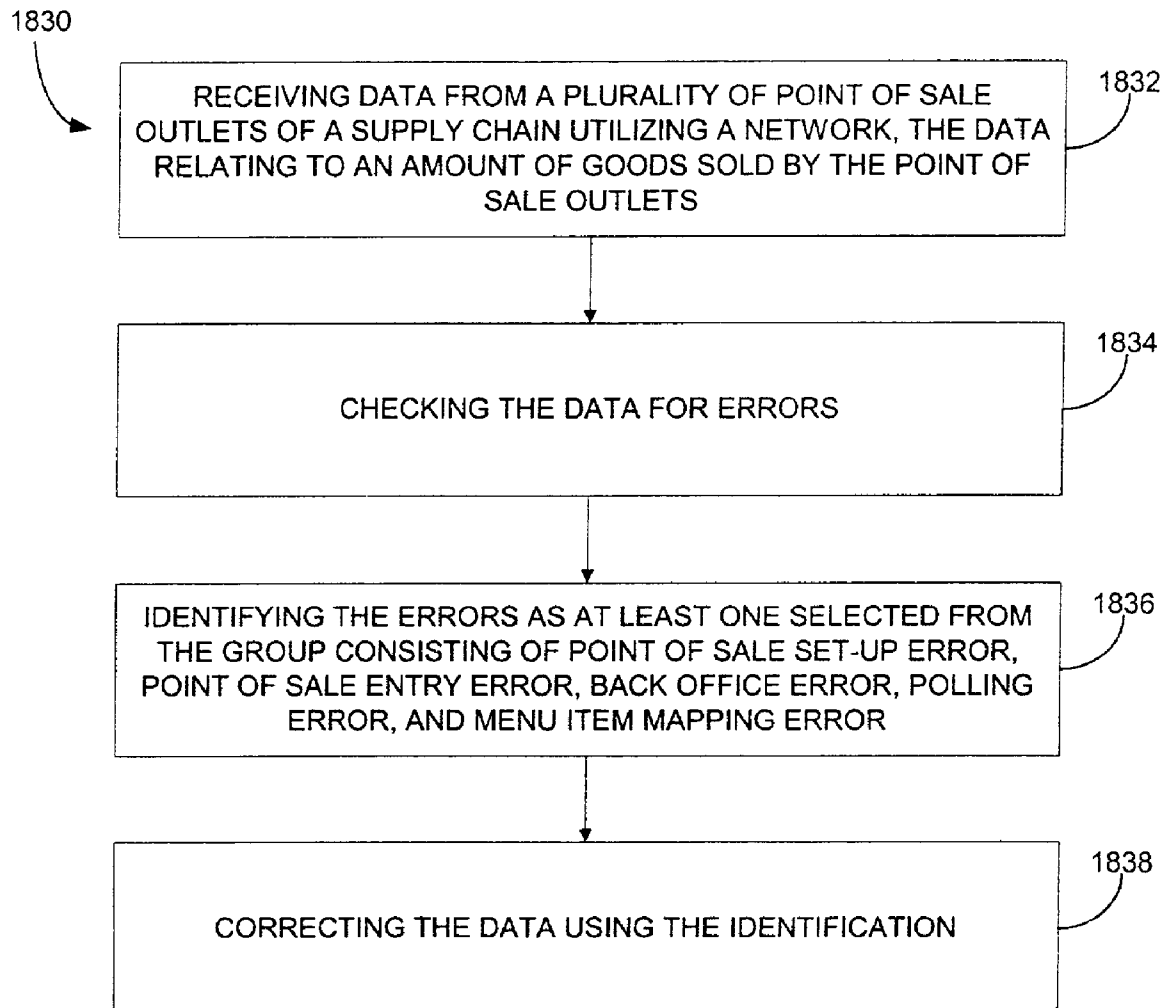 1830
1832
RECEIVING DATA FROM A PLURALITY OF POINT OF SALE
OUTLETS OF A SUPPLY CHAIN UTILIZING A NETWORK, THE DATA
RELATING TO AN AMOUNT OF GOODS SOLD BY THE POINT OF
SALE OUTLETS
1834
CHECKING THE DATA FOR ERRORS
1836
IDENTIFYING THE ERRORS AS AT LEAST ONE SELECTED FROM
THE GROUP CONSISTING OF POINT OF SALE SET-UP ERROR,
POINT OF SALE ENTRY ERROR, BACK OFFICE ERROR, POLLING
ERROR, AND MENU ITEM MAPPING ERROR
1838
CORRECTING THE DATA USING THE IDENTIFICATION